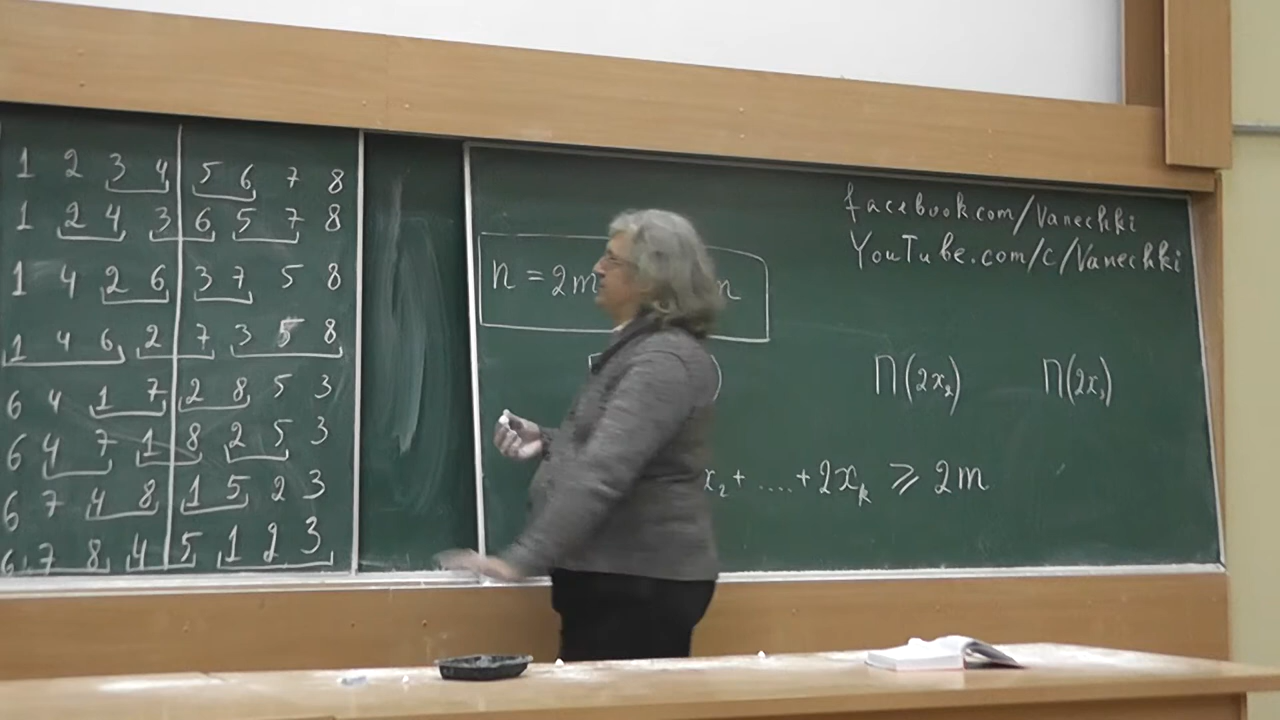 1 2 3 4 5 6 7 8
1 2 4 3 6 5 7 8
1 4 2 6 3 7 5 8
1 4 6 2 7 3 5 8
6 4 1 7 2 8 5 3
6 4 7 1 8 2 5 3
6 7 4 8 1 5 2 3
6 7 8 4 5 1 2 3
n = 2m
facebook.com/Vanechki
YouTube.com/c/Vanechki
П(2x₂) П(2x₃)
x₂ + .... + 2xₖ ⩾ 2m